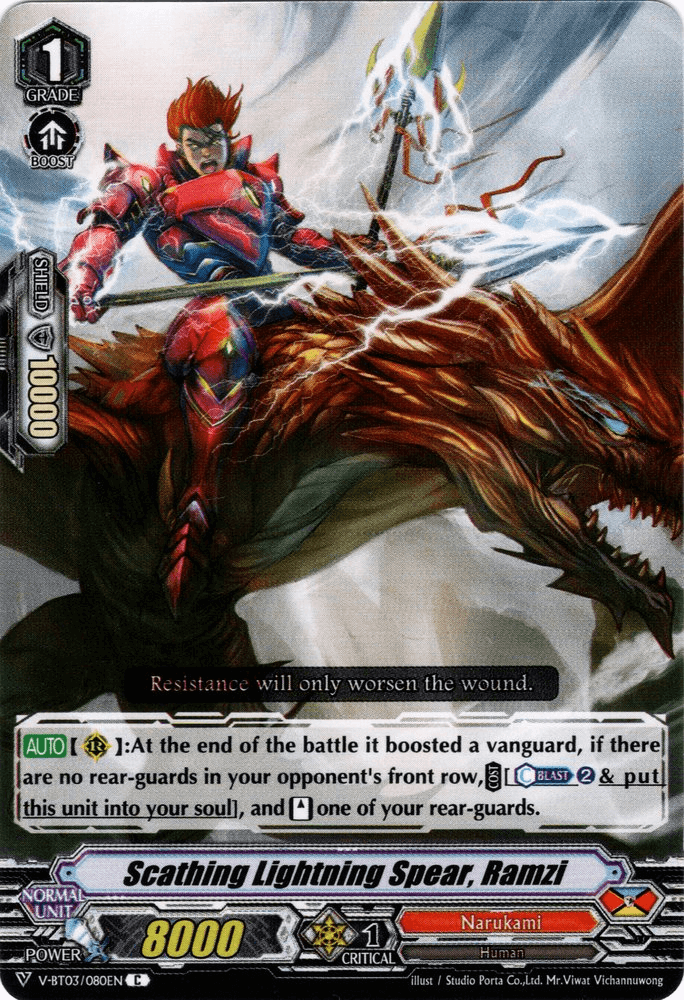 1
GRADE
BOOST
SHIELD
10000
Resistance will only worsen the wound.
AUTO [ R ]:At the end of the battle it boosted a vanguard, if there
are no rear-guards in your opponent's front row, COST [ C BLAST 2 & put
this unit into your soul], and one of your rear-guards.
Scathing Lightning Spear, Ramzi
NORMAL
UNIT
POWER 8000
1
CRITICAL
Narukami
Human
V-BT03/080EN C
illust / Studio Porta Co.,Ltd. Mr.Viwat Vichannuwong